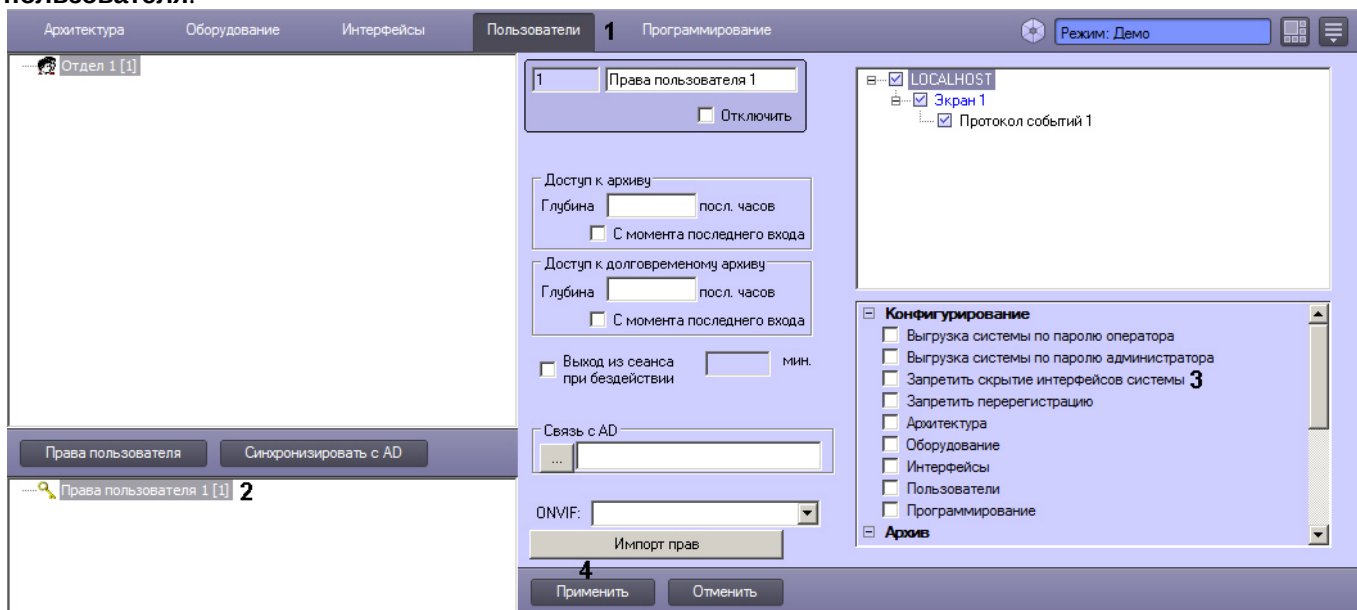 пользователя.
Архитектура Оборудование Интерфейсы Пользователи 1 Программирование Режим: Демо
Отдел 1 [1]
Права пользователя Синхронизировать с AD
Права пользователя 1 [1] 2
1 Права пользователя 1
Отключить
Доступ к архиву
Глубина посл. часов
С момента последнего входа
Доступ к долговременому архиву
Глубина посл. часов
С момента последнего входа
Выход из сеанса мин.
при бездействии
Связь с AD
...
ONVIF:
Импорт прав
4
Применить Отменить
LOCALHOST
Экран 1
Протокол событий 1
Конфигурирование
Выгрузка системы по паролю оператора
Выгрузка системы по паролю администратора
Запретить скрытие интерфейсов системы 3
Запретить перерегистрацию
Архитектура
Оборудование
Интерфейсы
Пользователи
Программирование
Архив